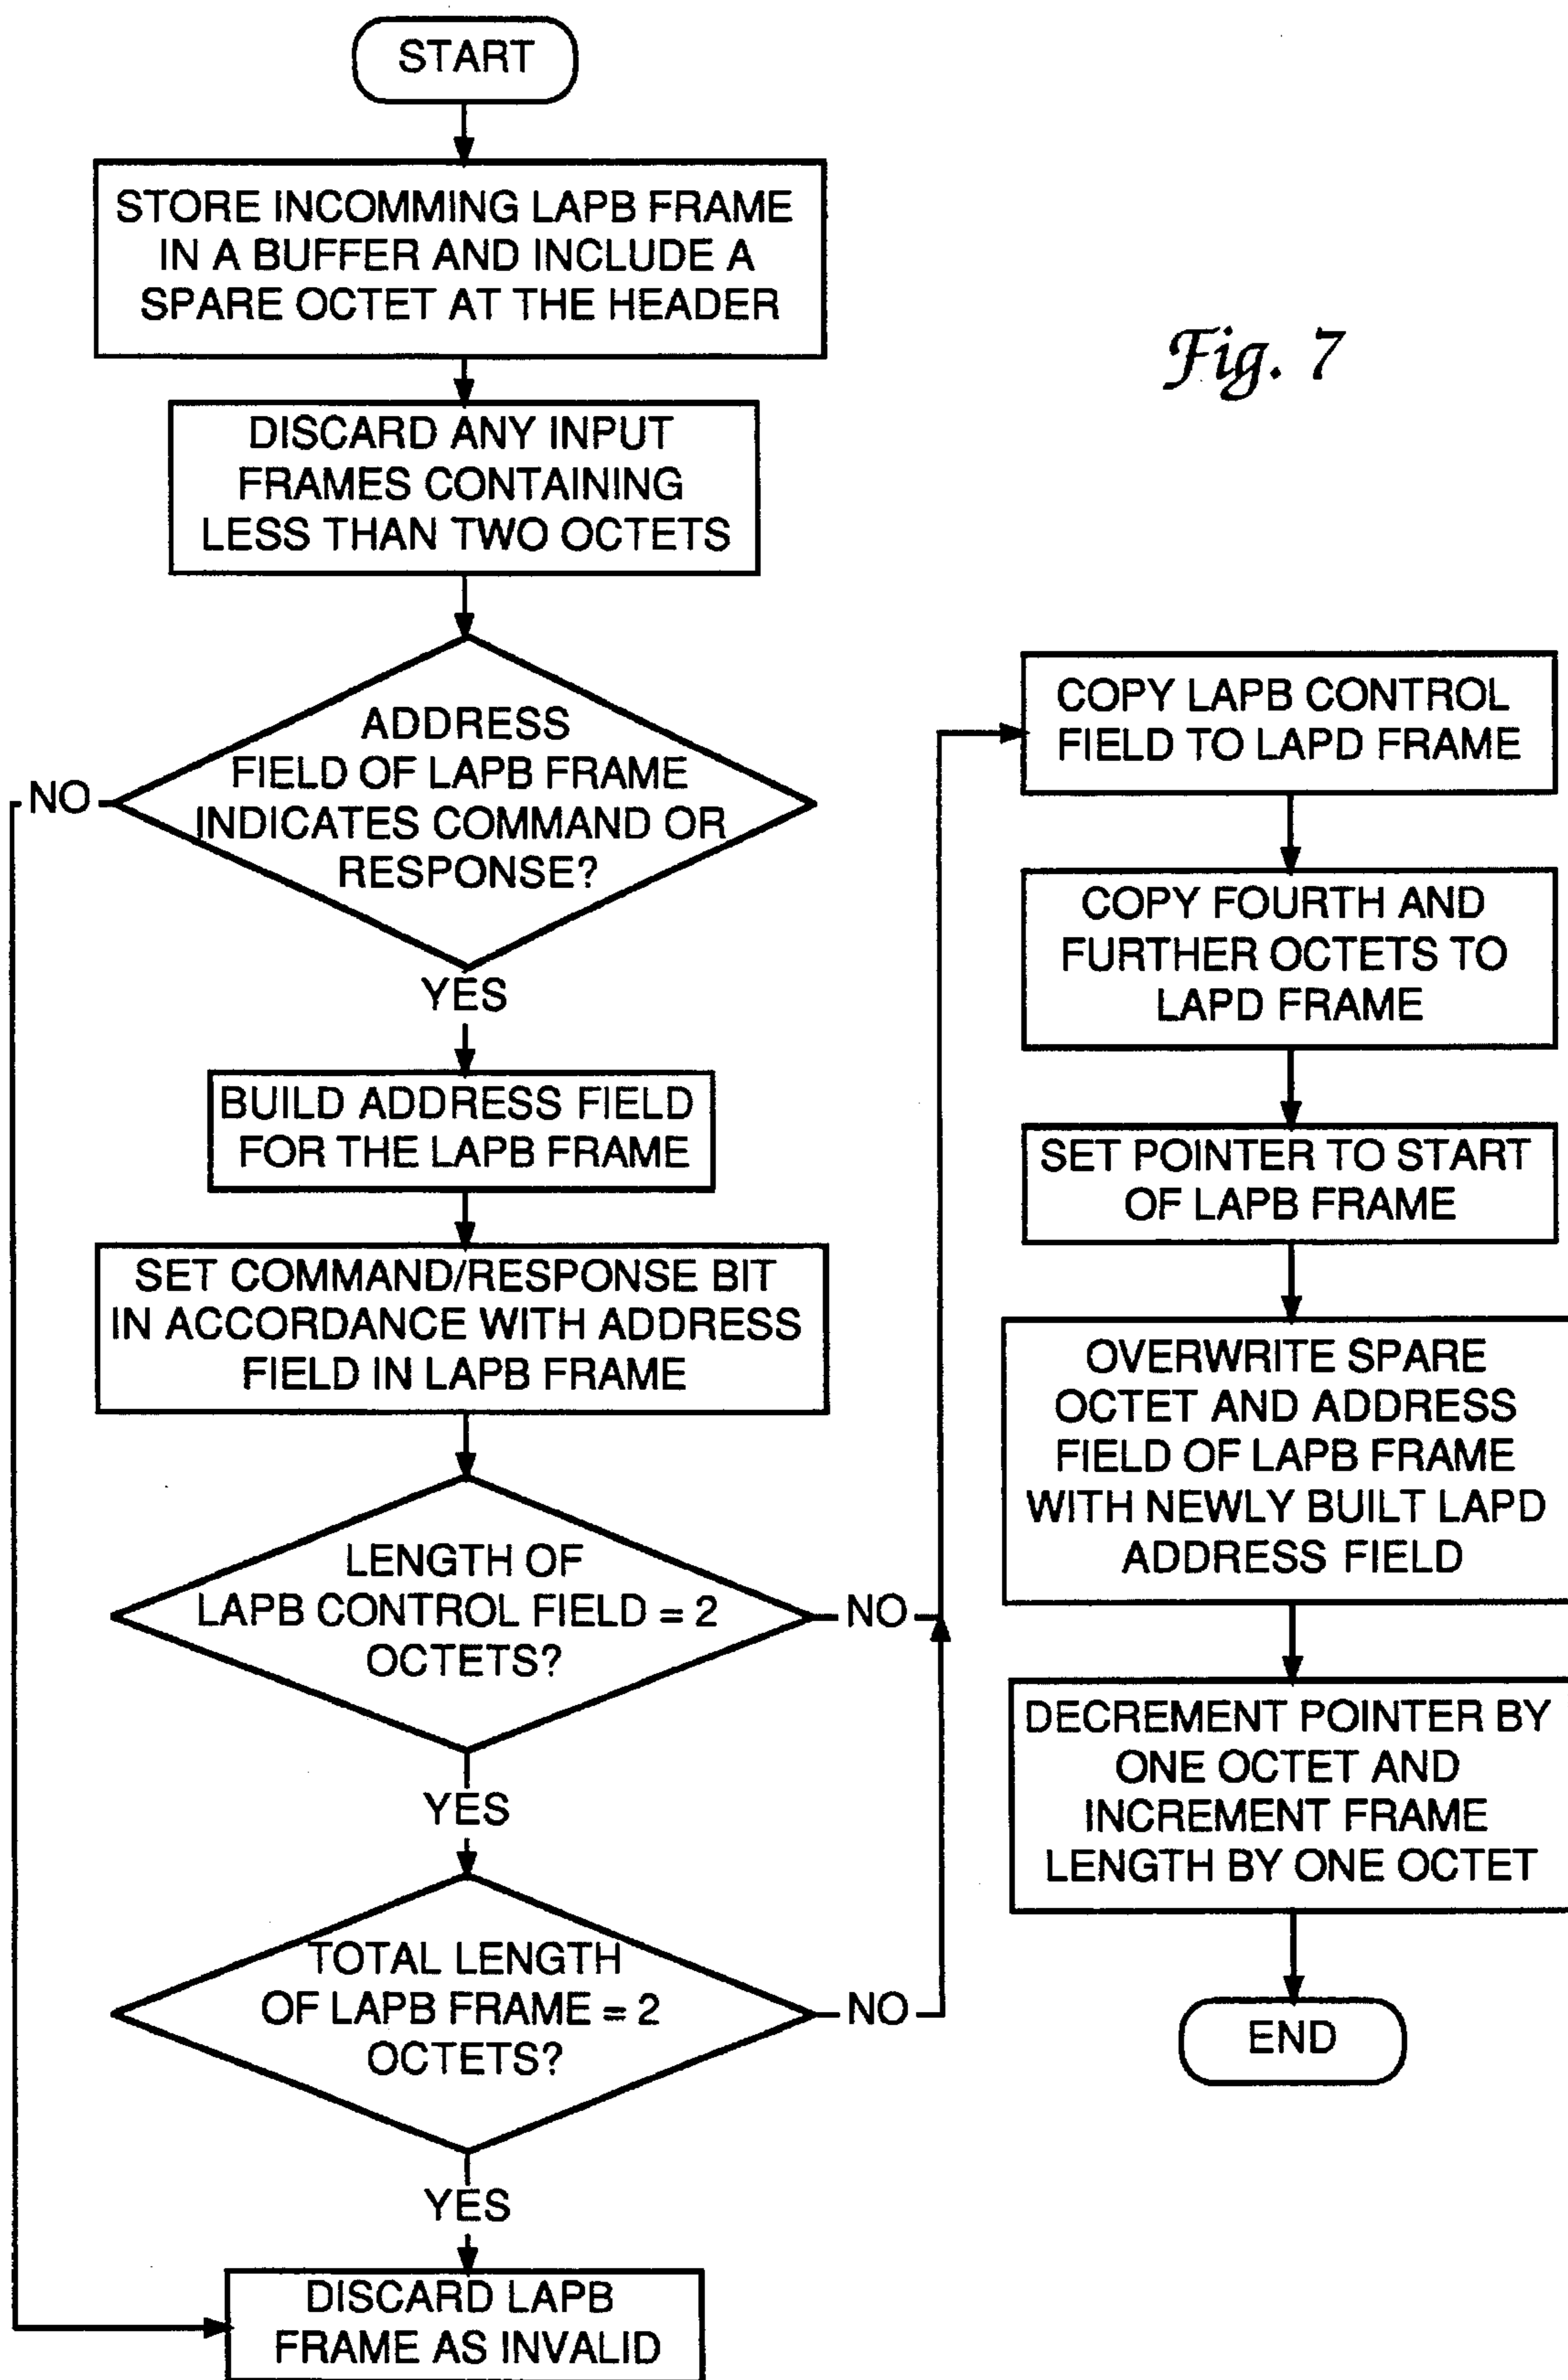 START
STORE INCOMMING LAPB FRAME
IN A BUFFER AND INCLUDE A
SPARE OCTET AT THE HEADER
Fig. 7
DISCARD ANY INPUT
FRAMES CONTAINING
LESS THAN TWO OCTETS
ADDRESS
FIELD OF LAPB FRAME
INDICATES COMMAND OR
RESPONSE?
NO
YES
BUILD ADDRESS FIELD
FOR THE LAPB FRAME
SET COMMAND/RESPONSE BIT
IN ACCORDANCE WITH ADDRESS
FIELD IN LAPB FRAME
LENGTH OF
LAPB CONTROL FIELD = 2
OCTETS?
NO
YES
TOTAL LENGTH
OF LAPB FRAME = 2
OCTETS?
NO
YES
DISCARD LAPB
FRAME AS INVALID
COPY LAPB CONTROL
FIELD TO LAPD FRAME
COPY FOURTH AND
FURTHER OCTETS TO
LAPD FRAME
SET POINTER TO START
OF LAPB FRAME
OVERWRITE SPARE
OCTET AND ADDRESS
FIELD OF LAPB FRAME
WITH NEWLY BUILT LAPD
ADDRESS FIELD
DECREMENT POINTER BY
ONE OCTET AND
INCREMENT FRAME
LENGTH BY ONE OCTET
END